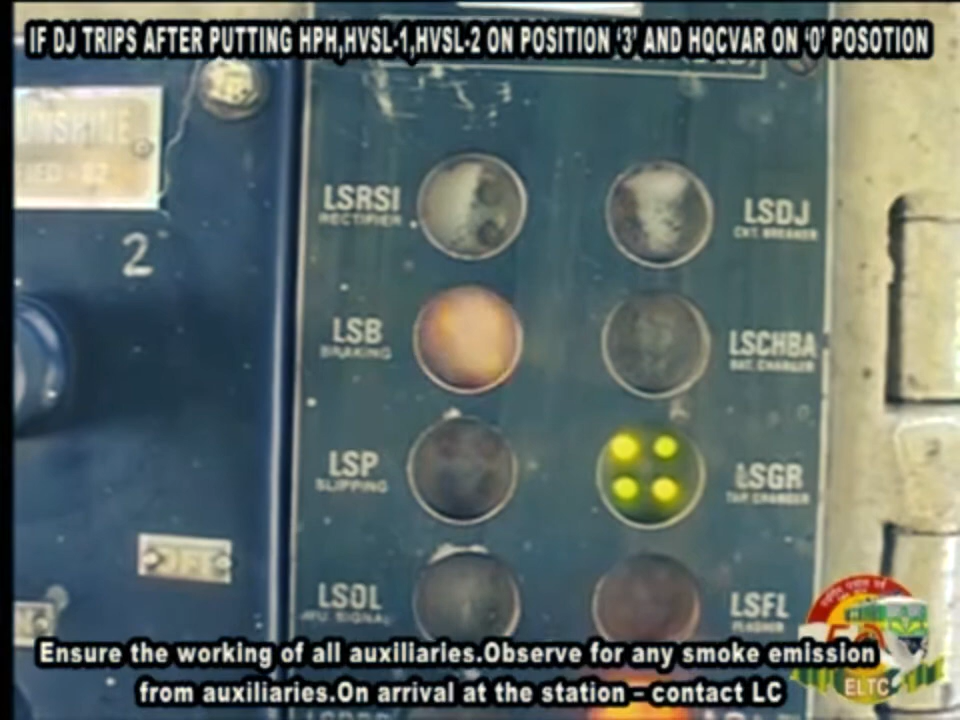 IF DJ TRIPS AFTER PUTTING HPH,HVSL-1,HVSL-2 ON POSITION ‘3’ AND HQCVAR ON ‘0’ POSOTION
2
LSRSI
RECTIFIER
LSDJ
LSB
BRAKING
LSCHBA
BAT. CHARGER
LSP
SLIPPING
LSGR
TAP CHANGER
LSOL
SIGNAL
LSFL
FLASHER
Ensure the working of all auxiliaries.Observe for any smoke emission
from auxiliaries.On arrival at the station – contact LC
ELTC